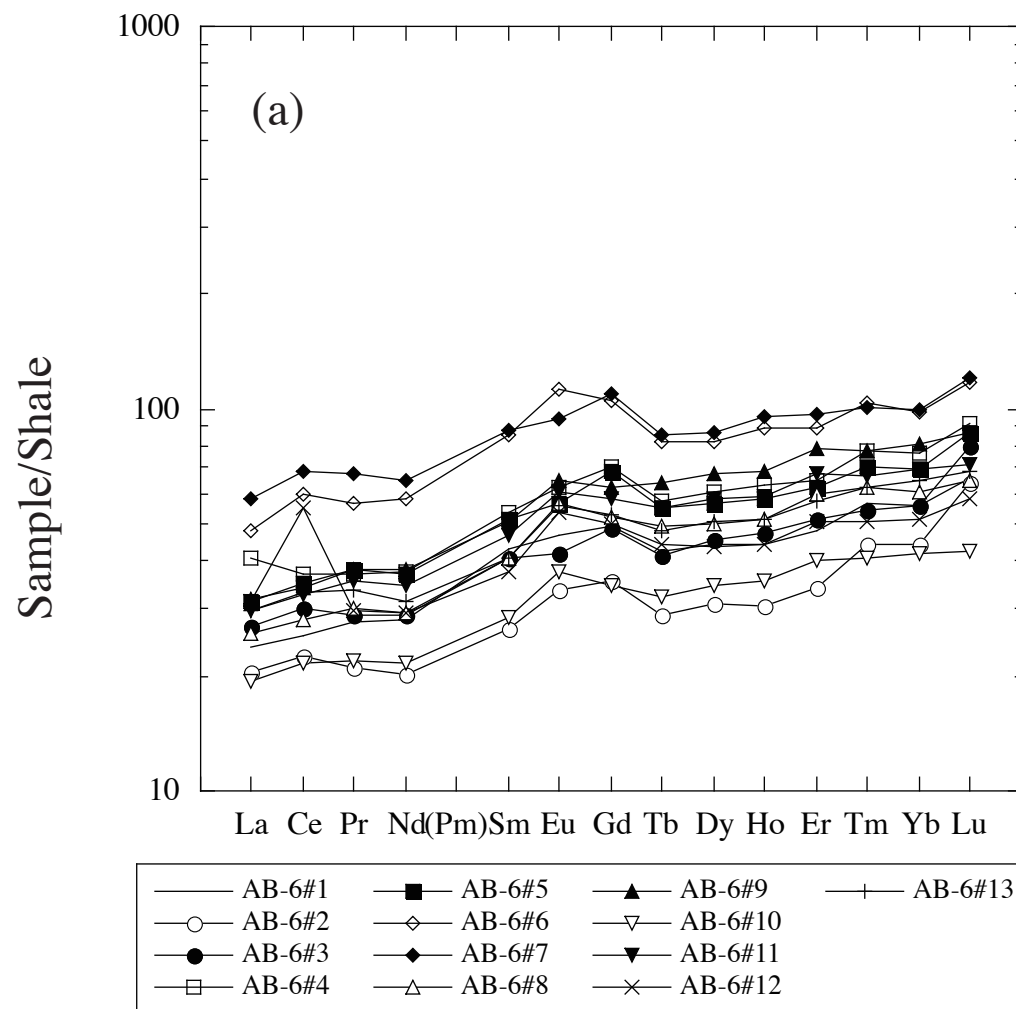 1000
(a)
100
Sample/Shale
10
La Ce Pr Nd(Pm)Sm Eu Gd Tb Dy Ho Er Tm Yb Lu
AB-6#1 AB-6#5 AB-6#9 AB-6#13
AB-6#2 AB-6#6 AB-6#10
AB-6#3 AB-6#7 AB-6#11
AB-6#4 AB-6#8 AB-6#12